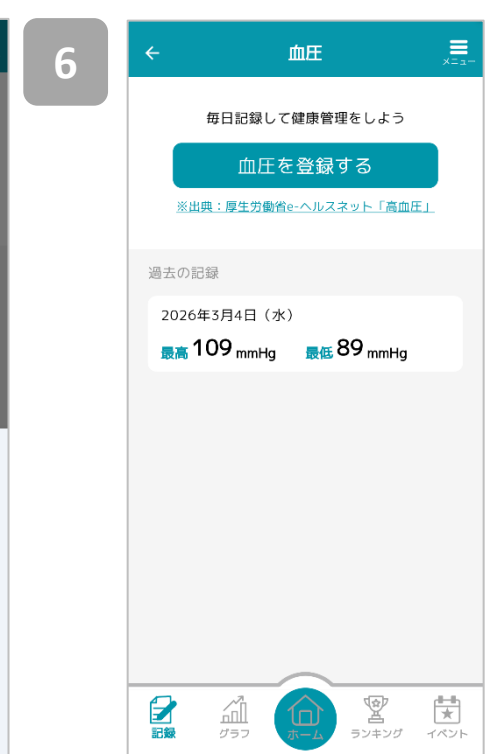 6
血圧
メニュー
毎日記録して健康管理をしよう
血圧を登録する
※出典：厚生労働省e-ヘルスネット「高血圧」
過去の記録
2026年3月4日（水）
最高 109 mmHg 最低 89 mmHg
記録 グラフ ホーム ランキング イベント